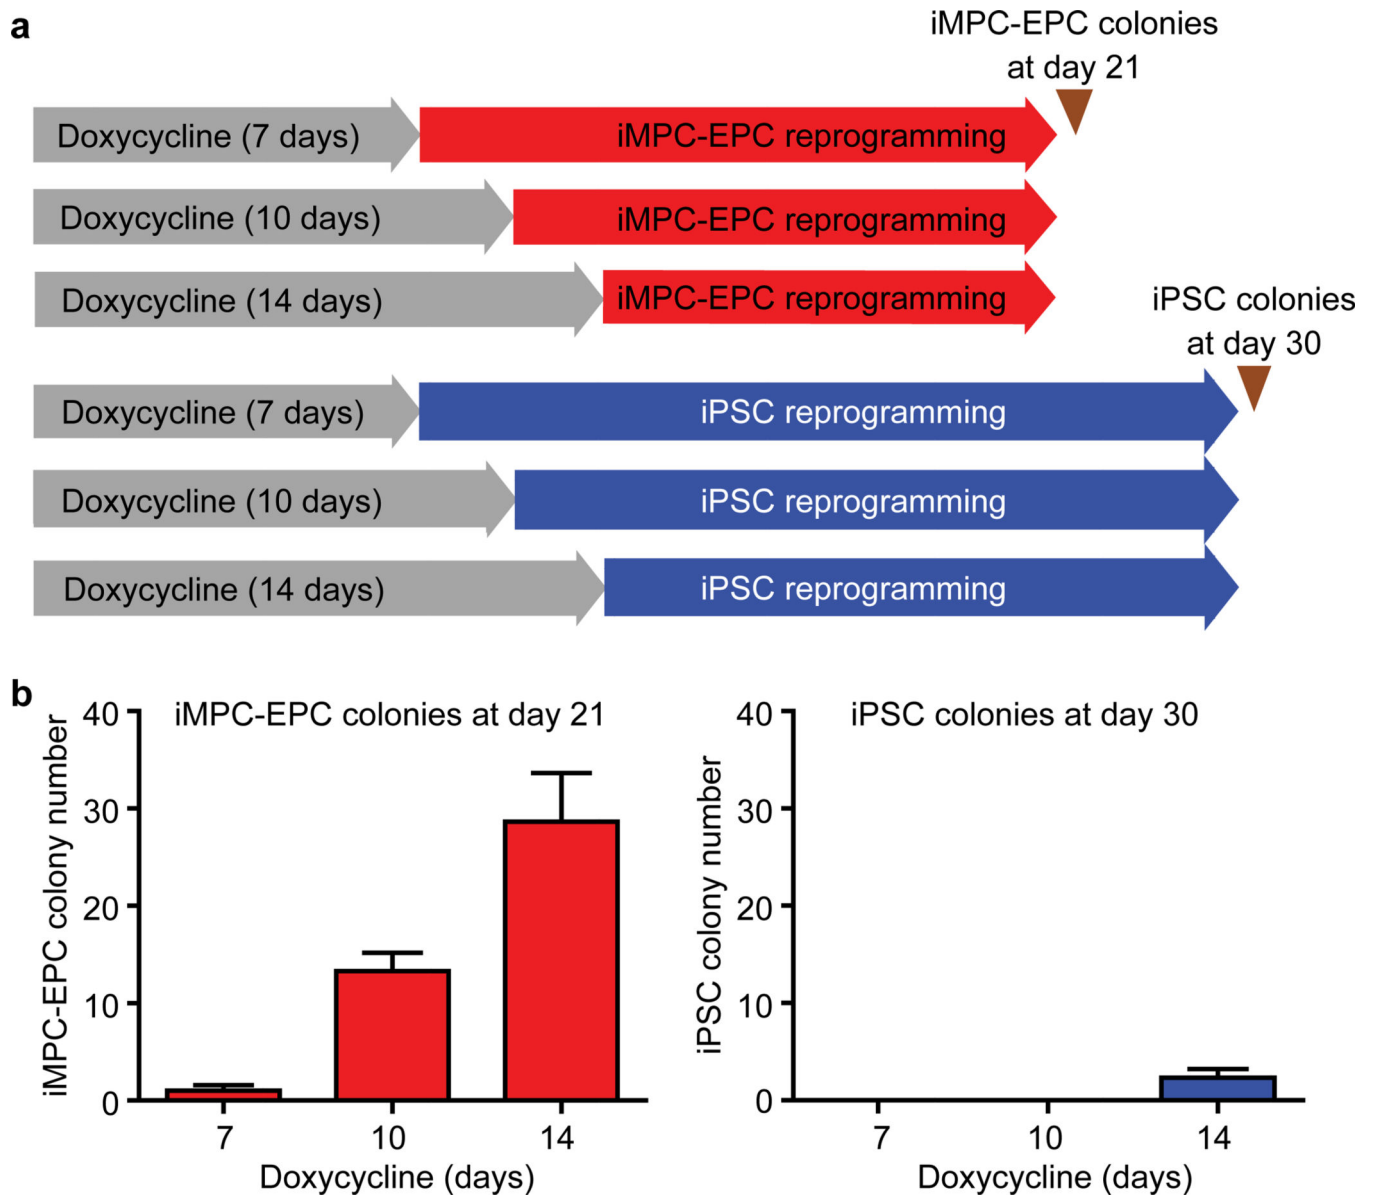 a
iMPC-EPC colonies
at day 21
Doxycycline (7 days)
iMPC-EPC reprogramming
Doxycycline (10 days)
iMPC-EPC reprogramming
Doxycycline (14 days)
iMPC-EPC reprogramming
iPSC colonies
at day 30
Doxycycline (7 days)
iPSC reprogramming
Doxycycline (10 days)
iPSC reprogramming
Doxycycline (14 days)
iPSC reprogramming
b
iMPC-EPC colonies at day 21
iMPC-EPC colony number
40
30
20
10
0
7
10
14
Doxycycline (days)
iPSC colonies at day 30
iPSC colony number
40
30
20
10
0
7
10
14
Doxycycline (days)